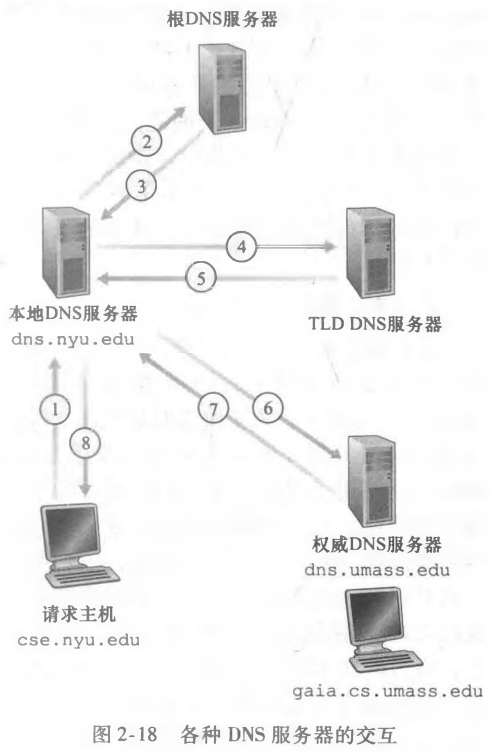 根DNS服务器
2
3
4
5
本地DNS服务器
dns.nyu.edu
TLD DNS服务器
1
8
7
6
权威DNS服务器
dns.umass.edu
请求主机
cse.nyu.edu
gaia.cs.umass.edu
图 2-18 各种 DNS 服务器的交互